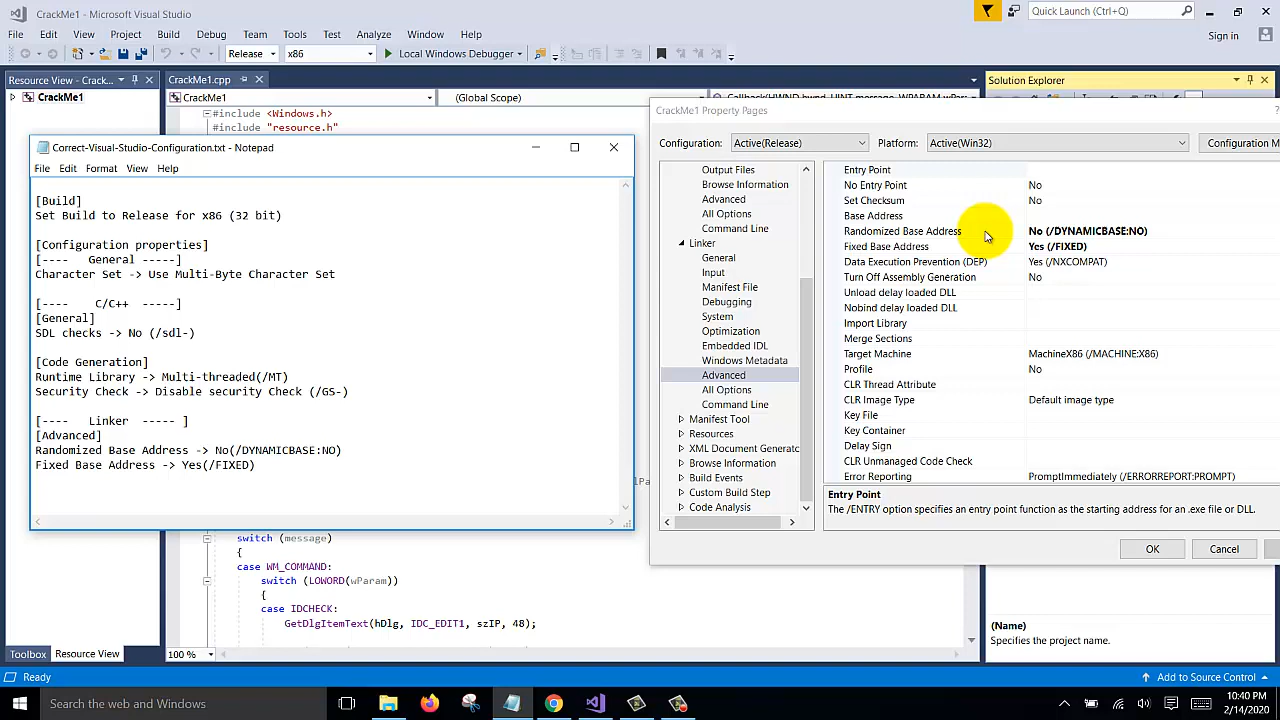 CrackMe1 - Microsoft Visual Studio
Quick Launch (Ctrl+Q)
File Edit View Project Build Debug Team Tools Test Analyze Window Help
Sign in
Release x86 Local Windows Debugger
Resource View - Crack...
CrackMe1
CrackMe1.cpp
CrackMe1
(Global Scope)
#include <Windows.h>
#include "resource.h"
Solution Explorer
Correct-Visual-Studio-Configuration.txt - Notepad
File Edit Format View Help
[Build]
Set Build to Release for x86 (32 bit)
[Configuration properties]
[---- General -----]
Character Set -> Use Multi-Byte Character Set
[---- C/C++ -----]
[General]
SDL checks -> No (/sdl-)
[Code Generation]
Runtime Library -> Multi-threaded(/MT)
Security Check -> Disable security Check (/GS-)
[---- Linker ----- ]
[Advanced]
Randomized Base Address -> No(/DYNAMICBASE:NO)
Fixed Base Address -> Yes(/FIXED)
CrackMe1 Property Pages
?
Configuration: Active(Release) Platform: Active(Win32) Configuration M
Output Files
Browse Information
Advanced
All Options
Command Line
Linker
General
Input
Manifest File
Debugging
System
Optimization
Embedded IDL
Windows Metadata
Advanced
All Options
Command Line
Manifest Tool
Resources
XML Document Generato
Browse Information
Build Events
Custom Build Step
Code Analysis
Entry Point
No Entry Point No
Set Checksum No
Base Address
Randomized Base Address No (/DYNAMICBASE:NO)
Fixed Base Address Yes (/FIXED)
Data Execution Prevention (DEP) Yes (/NXCOMPAT)
Turn Off Assembly Generation No
Unload delay loaded DLL
Nobind delay loaded DLL
Import Library
Merge Sections
Target Machine MachineX86 (/MACHINE:X86)
Profile No
CLR Thread Attribute
CLR Image Type Default image type
Key File
Key Container
Delay Sign
CLR Unmanaged Code Check
Error Reporting PromptImmediately (/ERRORREPORT:PROMPT)
Entry Point
The /ENTRY option specifies an entry point function as the starting address for an .exe file or DLL.
OK Cancel
switch (message)
{
case WM_COMMAND:
switch (LOWORD(wParam))
{
case IDCHECK:
GetDlgItemText(hDlg, IDC_EDIT1, szIP, 48);
(Name)
Specifies the project name.
Toolbox Resource View
100 %
Ready
Add to Source Control
Search the web and Windows
10:40 PM
2/14/2020